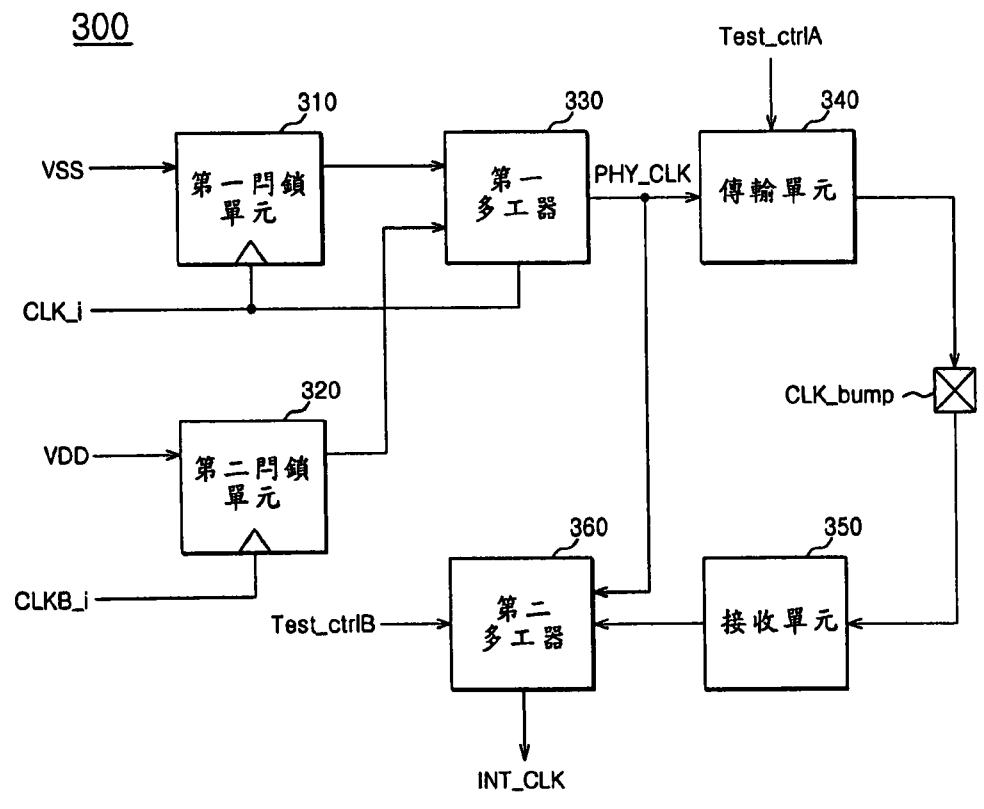 300
Test_ctrlA
310
330
340
VSS
第一閂鎖
單元
第一
多工器
PHY_CLK
傳輸單元
CLK_i
320
CLK_bump
VDD
第二閂鎖
單元
360
350
CLKB_i
Test_ctrlB
第二
多工器
接收單元
INT_CLK